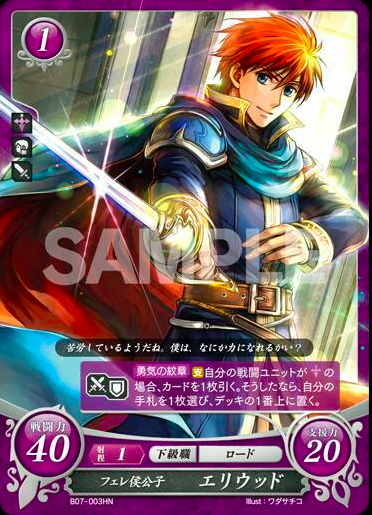 1
SAMPLE
苦労しているようだね。僕は、なにか力になれるかい？
勇気の紋章 支 自分の戦闘ユニットが
の
場合、カードを1枚引く。そうしたなら、自分の
手札を1枚選び、デッキの1番上に置く。
戦闘力
40
射程
1
下級職
ロード
支援力
20
フェレ侯公子
エリウッド
B07-003HN
Illust：ワダサチコ